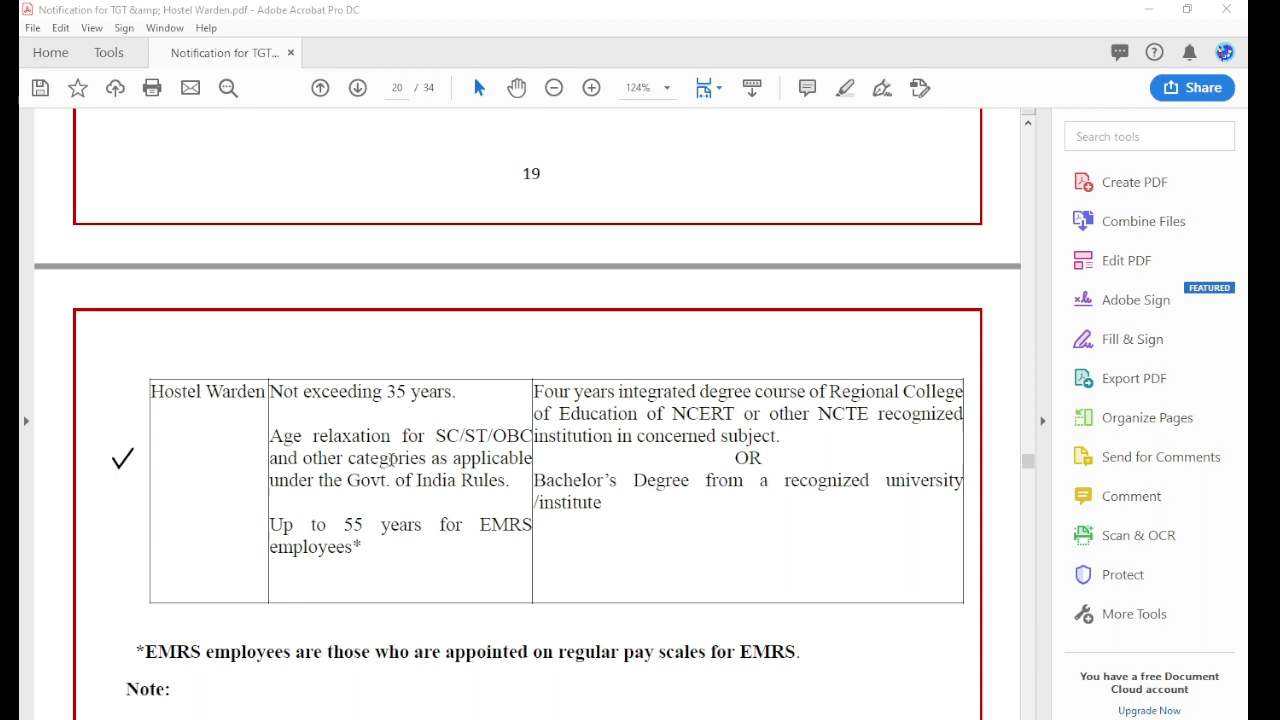 Notification for TGT &amp; Hostel Warden.pdf - Adobe Acrobat Pro DC
File Edit View Sign Window Help
Home Tools Notification for TGT... ×
20 / 34 124% Share
Search tools
19
Create PDF
Combine Files
Edit PDF
FEATURED
Adobe Sign
Fill & Sign
Export PDF
Organize Pages
Send for Comments
Comment
Scan & OCR
Protect
More Tools
You have a free Document
Cloud account
Upgrade Now
Hostel Warden
Not exceeding 35 years.
Age relaxation for SC/ST/OBC
and other categories as applicable
under the Govt. of India Rules.
Up to 55 years for EMRS
employees*
Four years integrated degree course of Regional College
of Education of NCERT or other NCTE recognized
institution in concerned subject.
OR
Bachelor's Degree from a recognized university
/institute
*EMRS employees are those who are appointed on regular pay scales for EMRS.
Note: